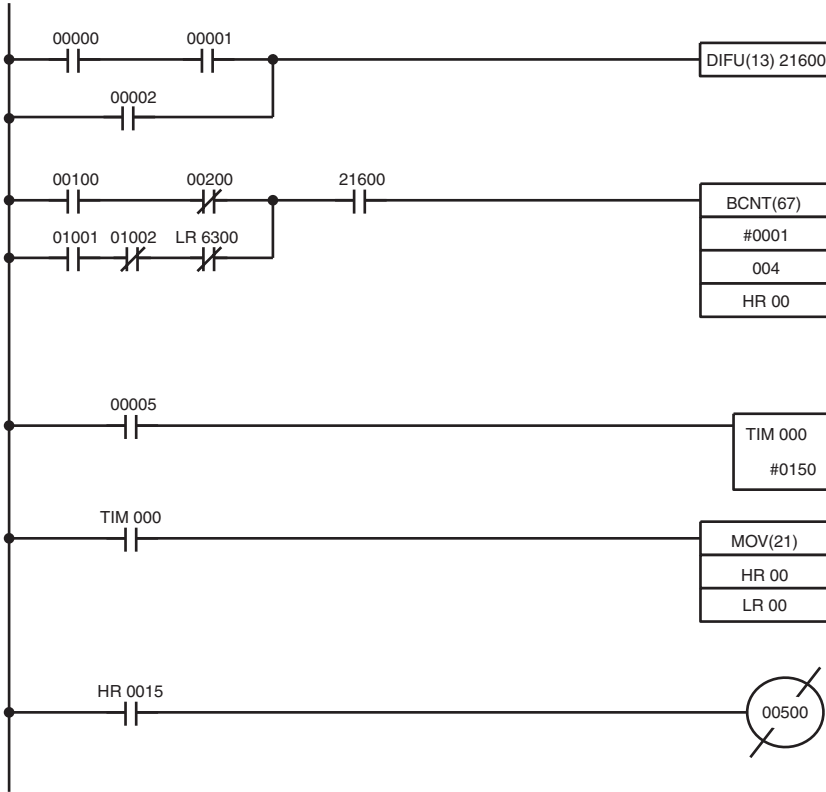 00000 00001
DIFU(13) 21600
00002
00100 00200 21600
BCNT(67)
01001 01002 LR 6300
#0001
004
HR 00
00005
TIM 000
#0150
TIM 000
MOV(21)
HR 00
LR 00
HR 0015
00500